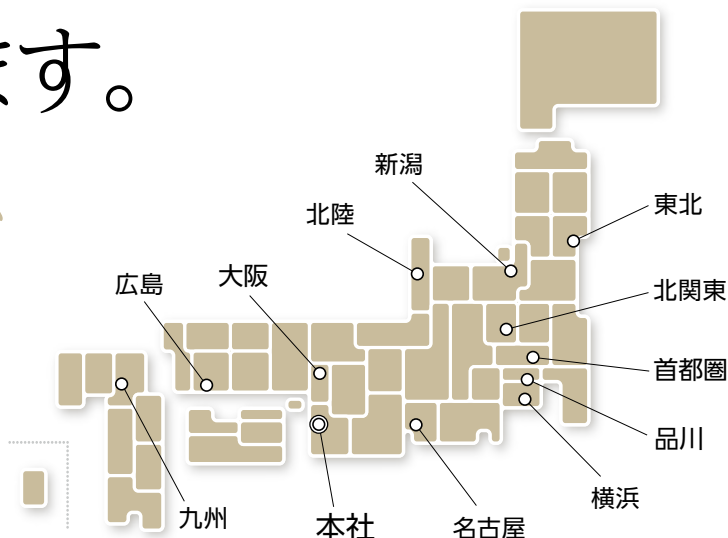 ます。
新潟
東北
北陸
大阪
広島
北関東
首都圏
品川
横浜
九州
本社
名古屋